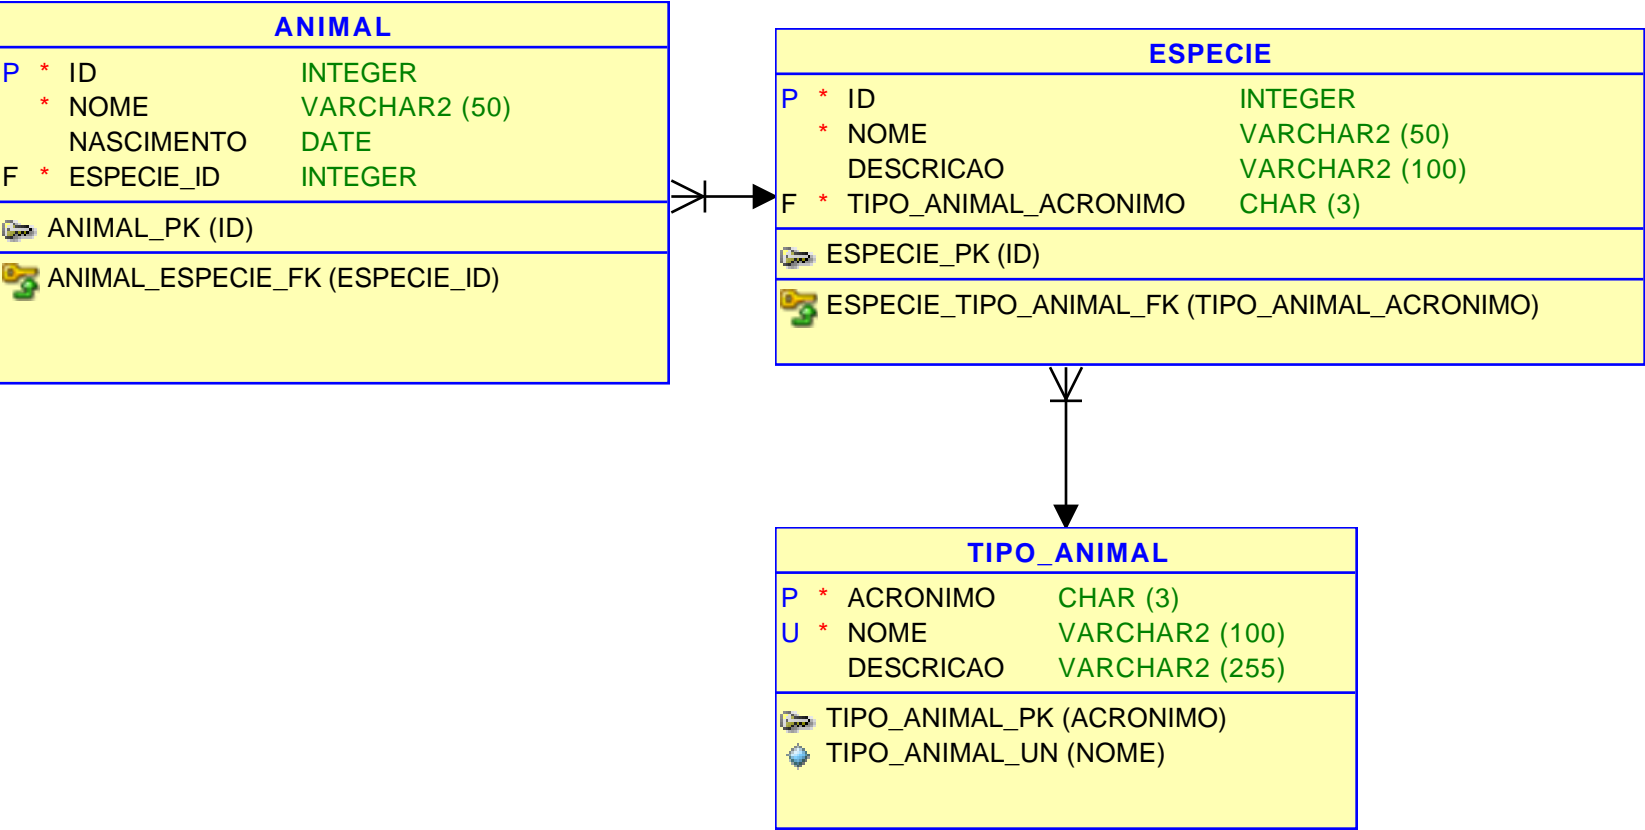 ANIMAL
P * ID INTEGER
* NOME VARCHAR2 (50)
NASCIMENTO DATE
F * ESPECIE_ID INTEGER
ANIMAL_PK (ID)
ANIMAL_ESPECIE_FK (ESPECIE_ID)
ESPECIE
P * ID INTEGER
* NOME VARCHAR2 (50)
DESCRICAO VARCHAR2 (100)
F * TIPO_ANIMAL_ACRONIMO CHAR (3)
ESPECIE_PK (ID)
ESPECIE_TIPO_ANIMAL_FK (TIPO_ANIMAL_ACRONIMO)
TIPO_ANIMAL
P * ACRONIMO CHAR (3)
U * NOME VARCHAR2 (100)
DESCRICAO VARCHAR2 (255)
TIPO_ANIMAL_PK (ACRONIMO)
TIPO_ANIMAL_UN (NOME)